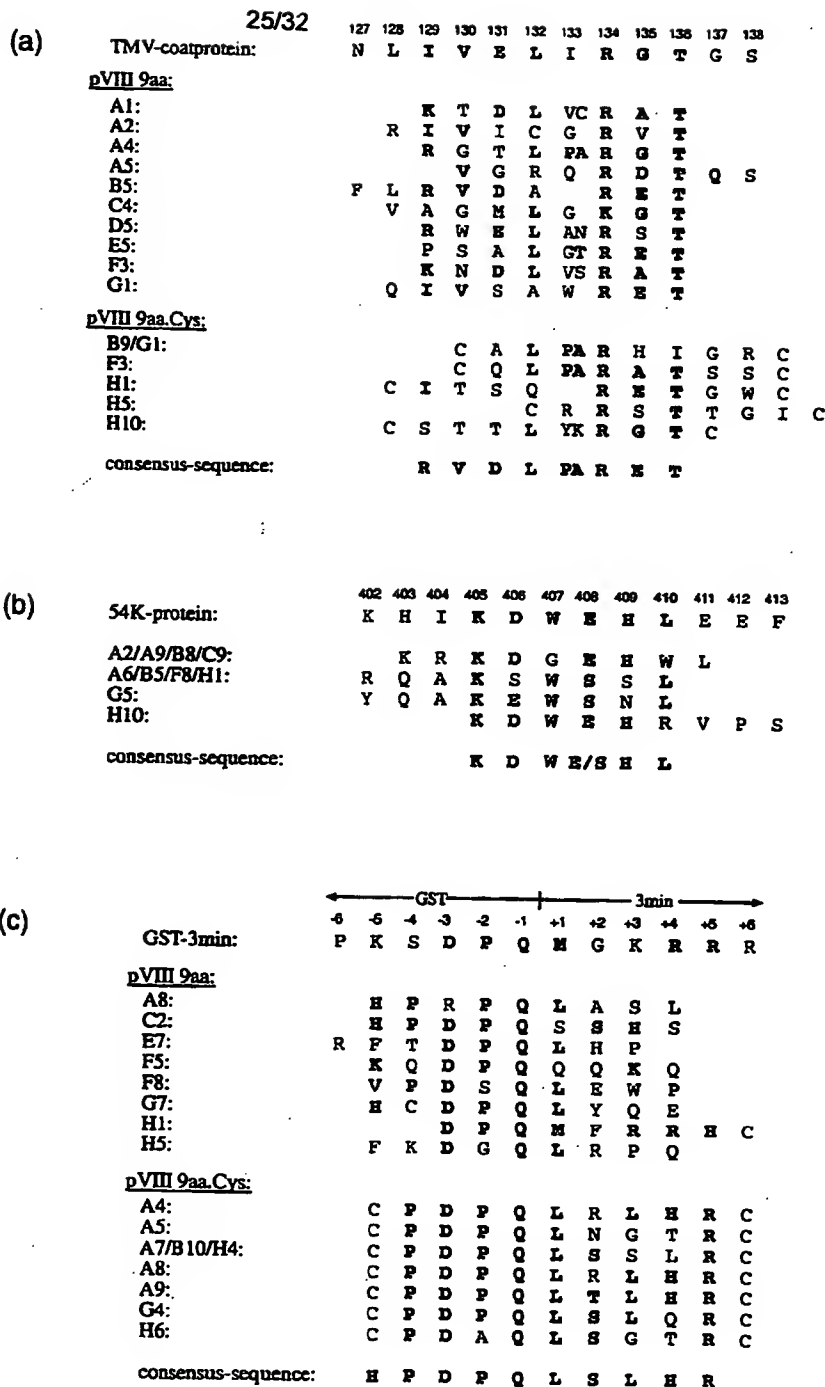 25/32
(a)
127 128 129 130 131 132 133 134 135 136 137 138
TMV-coatprotein: N L I V E L I R G T G S
pVIII 9aa:
A1: K T D L VC R A T
A2: R I V I C G R V T
A4: R G T L PA R G T
A5: V G R Q R D T Q S
B5: F L R V D A R E T
C4: V A G M L G K G T
D5: R W E L AN R S T
E5: P S A L GT R E T
F3: K N D L VS R A T
G1: Q I V S A W R E T
pVIII 9aa.Cys:
B9/G1: C A L PA R H I G R C
F3: C Q L PA R A T S S C
H1: C I T S Q R E T G W C
H5: C R R S T T G I C
H10: C S T T L YK R G T C
consensus-sequence: R V D L PA R E T
(b)
402 403 404 405 406 407 408 409 410 411 412 413
54K-protein: K H I K D W E H L E E F
A2/A9/B8/C9: K R K D G E H W L
A6/B5/F8/H1: R Q A K S W S S L
G5: Y Q A K E W S N L
H10: K D W E H R V P S
consensus-sequence: K D W E/S H L
GST 3min
(c)
-6 -5 -4 -3 -2 -1 +1 +2 +3 +4 +5 +6
GST-3min: P K S D P Q M G K R R R
pVIII 9aa:
A8: H P R P Q L A S L
C2: H P D P Q S S H S
E7: R F T D P Q L H P
F5: K Q D P Q Q Q K Q
F8: V P D S Q L E W P
G7: H C D P Q L Y Q E
H1: D P Q M F R R H C
H5: F K D G Q L R P Q
pVIII 9aa.Cys:
A4: C P D P Q L R L H R C
A5: C P D P Q L N G T R C
A7/B10/H4: C P D P Q L S S L R C
A8: C P D P Q L R L H R C
A9: C P D P Q L T L H R C
G4: C P D P Q L S L Q R C
H6: C P D A Q L S G T R C
consensus-sequence: H P D P Q L S L H R